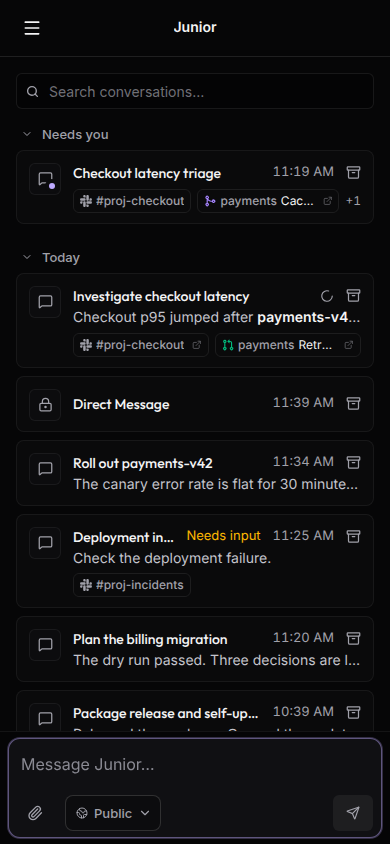 Junior
Search conversations...
Needs you
Checkout latency triage 11:19 AM
#proj-checkout payments Cac... +1
Today
Investigate checkout latency
Checkout p95 jumped after payments-v4...
#proj-checkout payments Retr...
Direct Message 11:39 AM
Roll out payments-v42 11:34 AM
The canary error rate is flat for 30 minute...
Deployment in... Needs input 11:25 AM
Check the deployment failure.
#proj-incidents
Plan the billing migration 11:20 AM
The dry run passed. Three decisions are l...
Package release and self-up... 10:39 AM
Message Junior...
Public